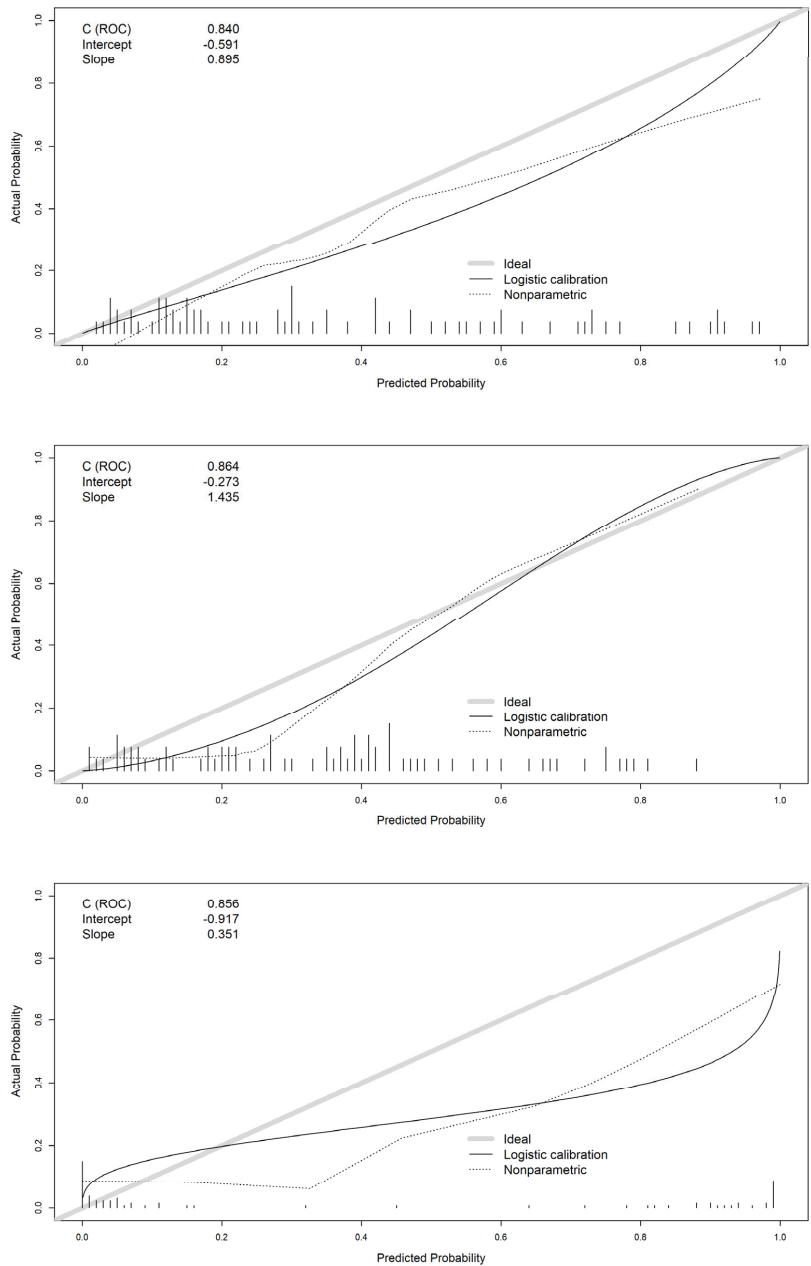 C (ROC) 0.840
Intercept -0.591
Slope 0.895
1.0
0.8
0.6
0.4
0.2
0.0
Actual Probability
Ideal
Logistic calibration
Nonparametric
0.0 0.2 0.4 0.6 0.8 1.0
Predicted Probability
C (ROC) 0.864
Intercept -0.273
Slope 1.435
1.0
0.8
0.6
0.4
0.2
0.0
Actual Probability
Ideal
Logistic calibration
Nonparametric
0.0 0.2 0.4 0.6 0.8 1.0
Predicted Probability
C (ROC) 0.856
Intercept -0.917
Slope 0.351
1.0
0.8
0.6
0.4
0.2
0.0
Actual Probability
Ideal
Logistic calibration
Nonparametric
0.0 0.2 0.4 0.6 0.8 1.0
Predicted Probability